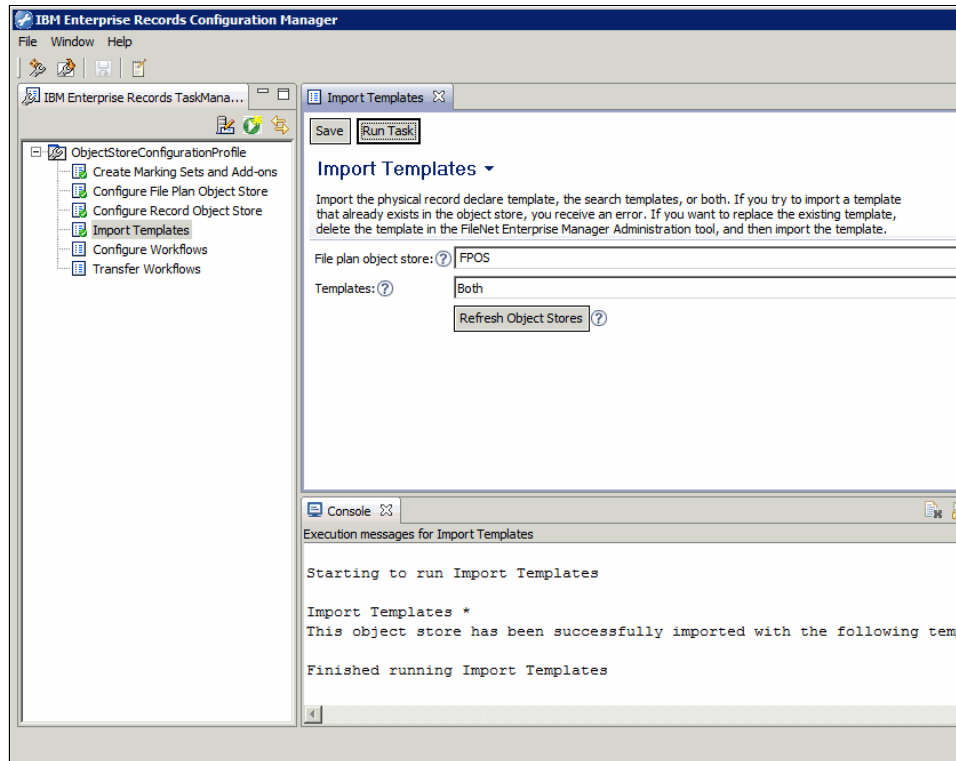 IBM Enterprise Records Configuration Manager
File Window Help
IBM Enterprise Records TaskMana...
ObjectStoreConfigurationProfile
Create Marking Sets and Add-ons
Configure File Plan Object Store
Configure Record Object Store
Import Templates
Configure Workflows
Transfer Workflows
Import Templates
Save Run Task
Import Templates
Import the physical record declare template, the search templates, or both. If you try to import a template
that already exists in the object store, you receive an error. If you want to replace the existing template,
delete the template in the FileNet Enterprise Manager Administration tool, and then import the template.
File plan object store: ? FPOS
Templates: ? Both
Refresh Object Stores ?
Console
Execution messages for Import Templates
Starting to run Import Templates
Import Templates *
This object store has been successfully imported with the following tem
Finished running Import Templates